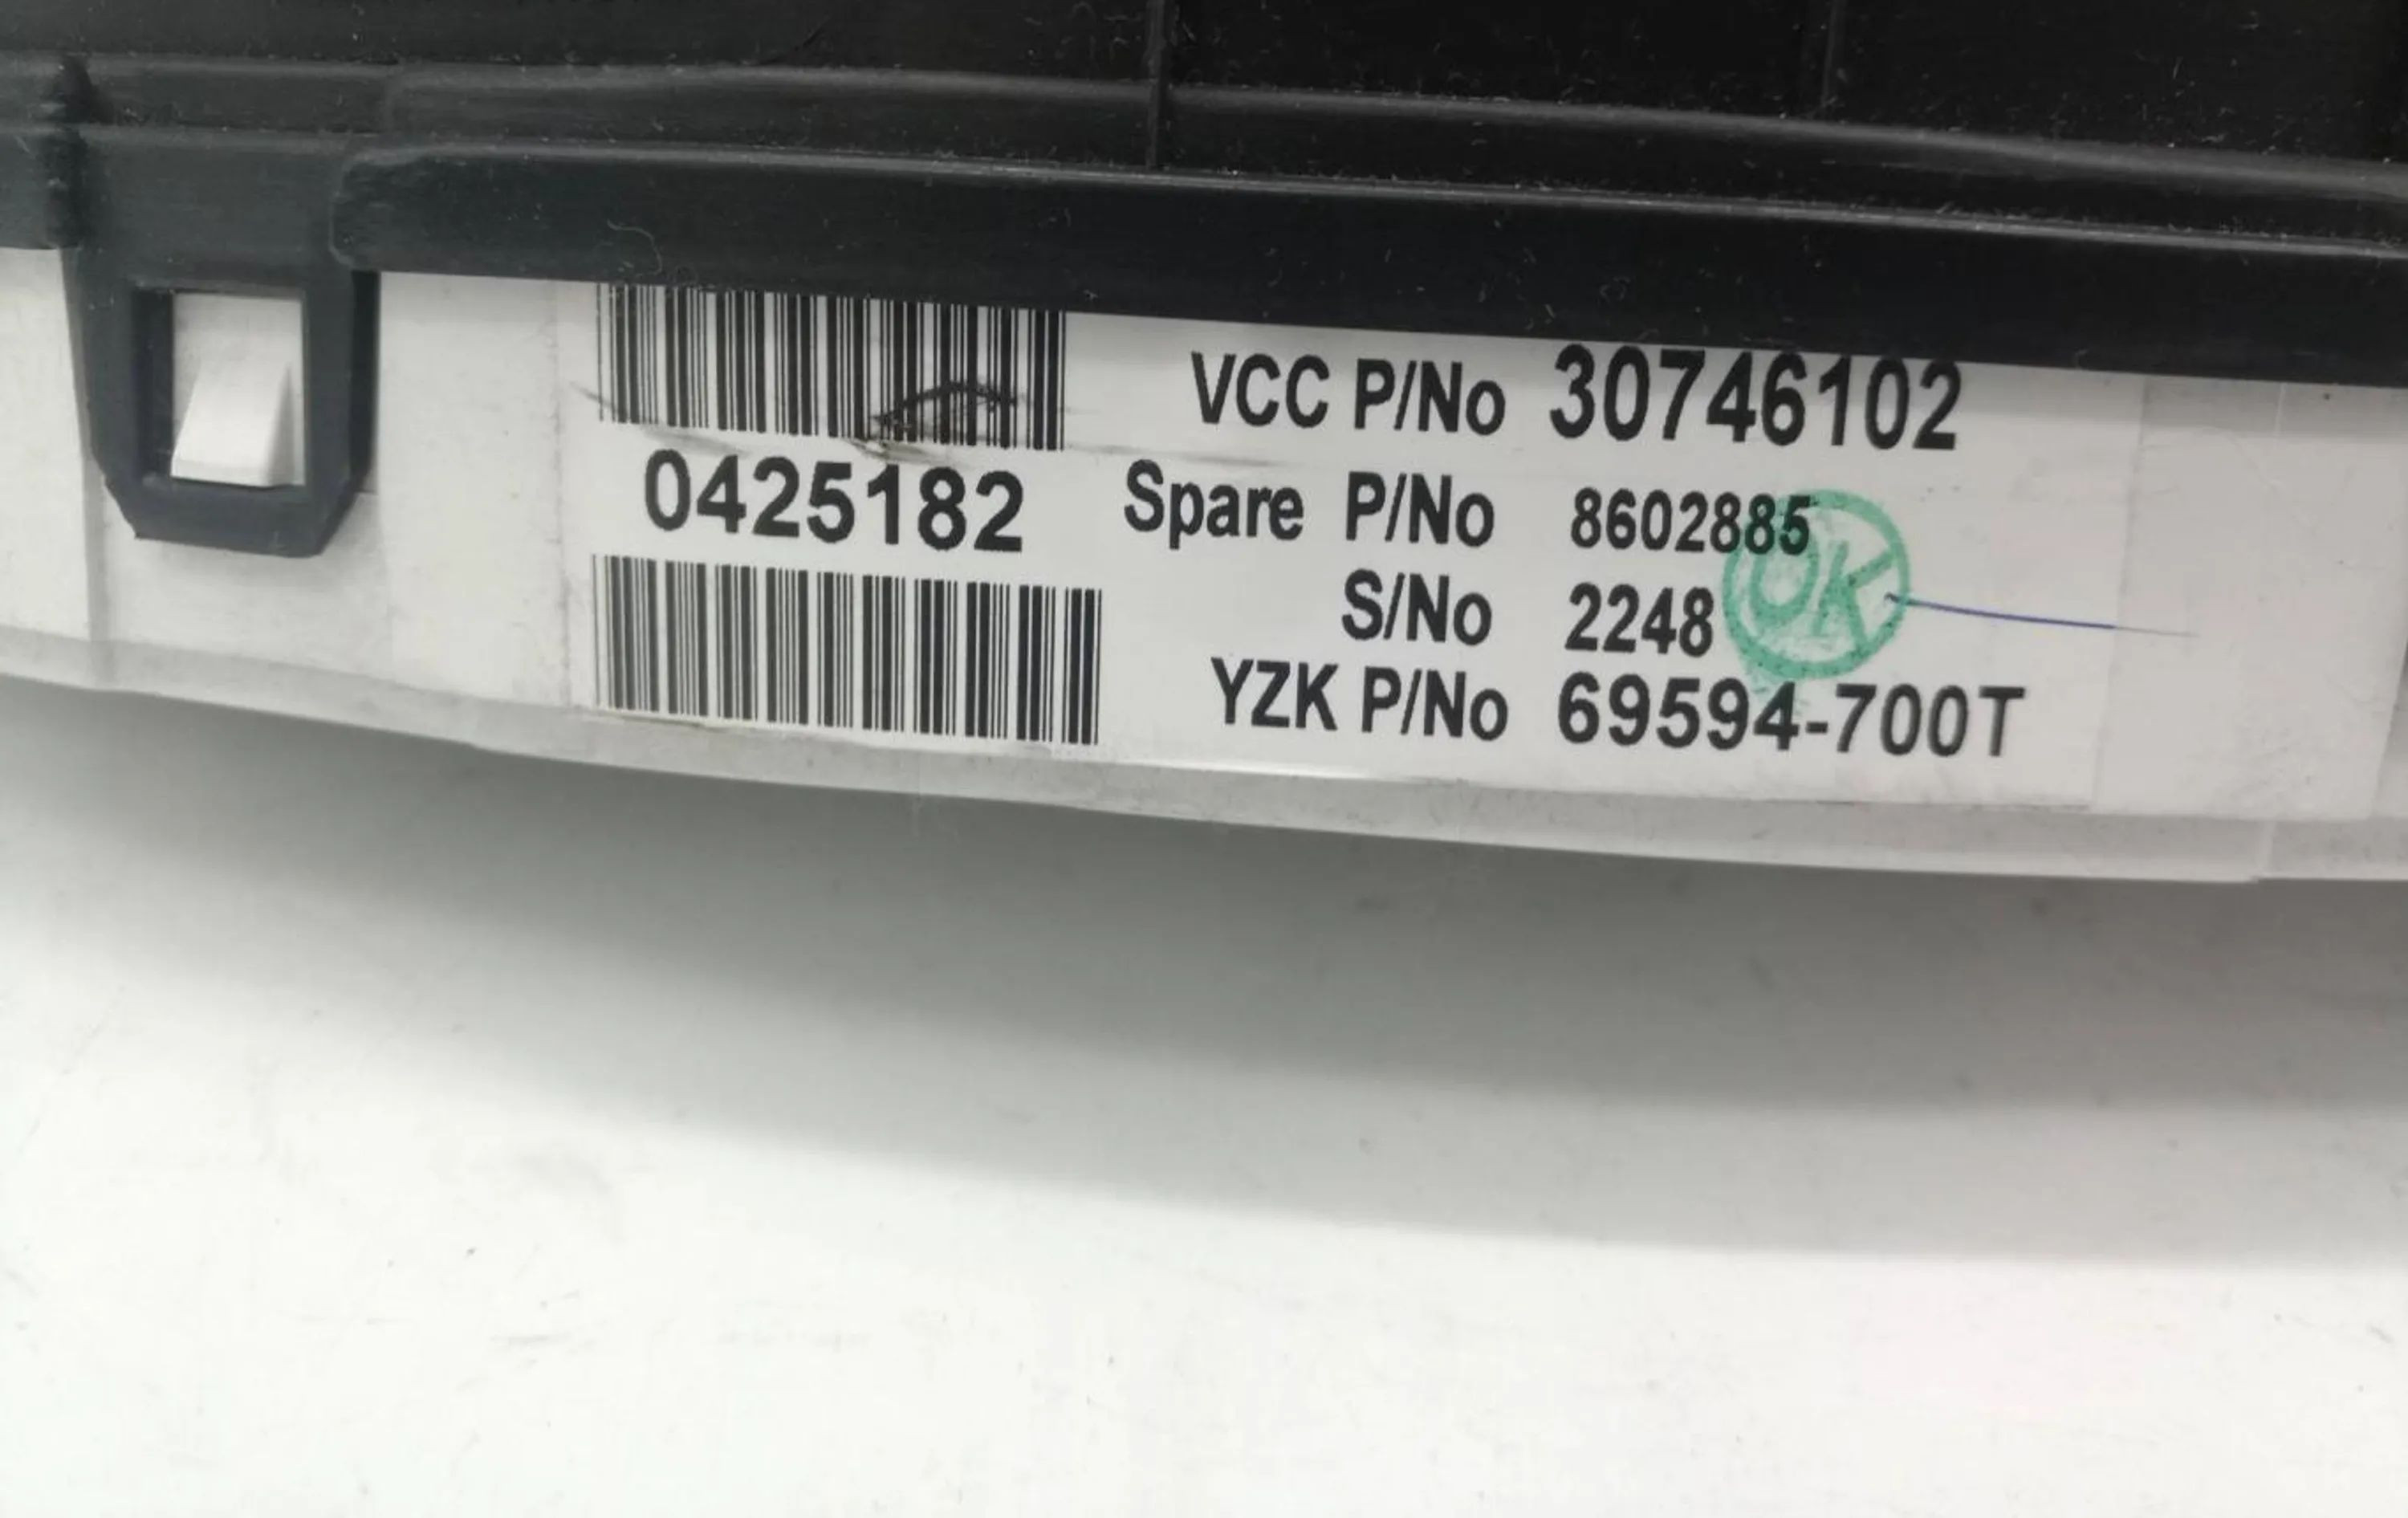 VCC P/No 30746102
0425182
Spare P/No 8602885
S/No 2248
OK
YZK P/No 69594-700T